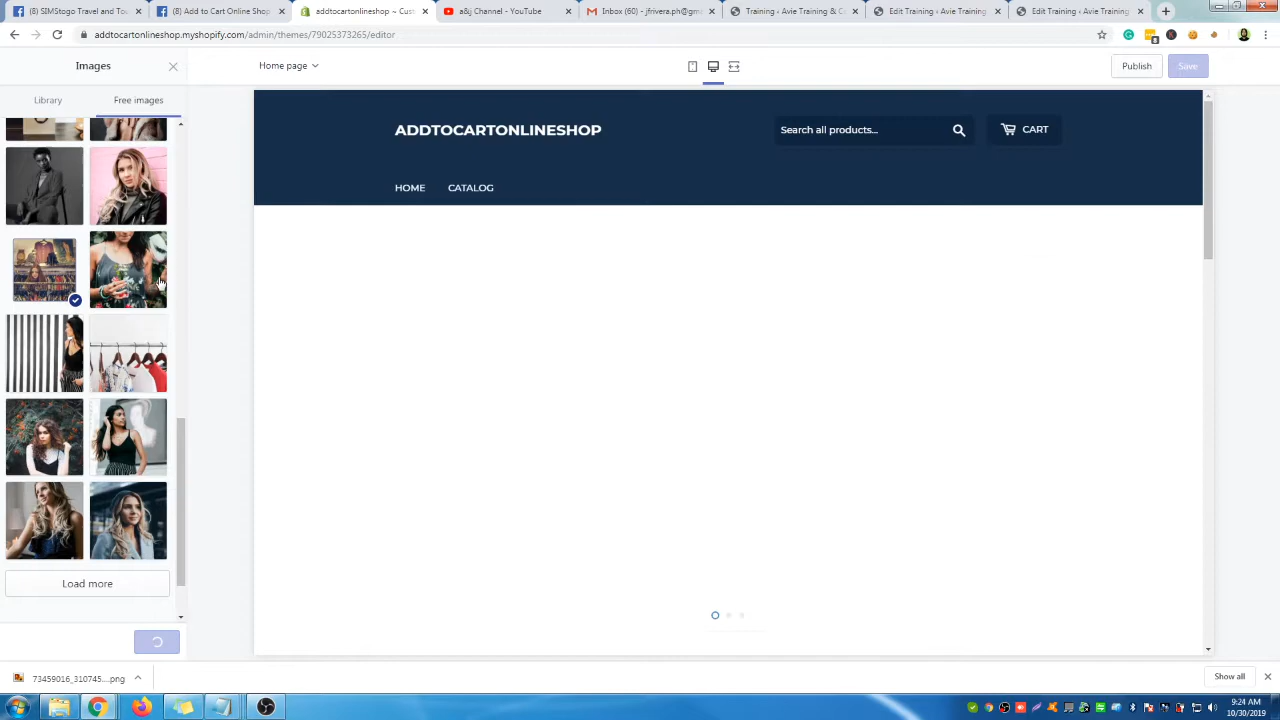 (8) SIMStogo Travel and Tou
(8) Add to Cart Online Shop
addtocartonlineshop ~ Cust
a&j Channel - YouTube
Inbox (60) - jfrivera.ph@gm
Training ‹ Avie Training & C
Edit Training ‹ Avie Training
Edit Training ‹ Avie Training
addtocartonlineshop.myshopify.com/admin/themes/79025373265/editor
Images
Home page
Publish
Save
Library
Free images
ADDTOCARTONLINESHOP
Search all products...
CART
HOME
CATALOG
Load more
73459016_310745....png
Show all
9:24 AM
10/30/2019